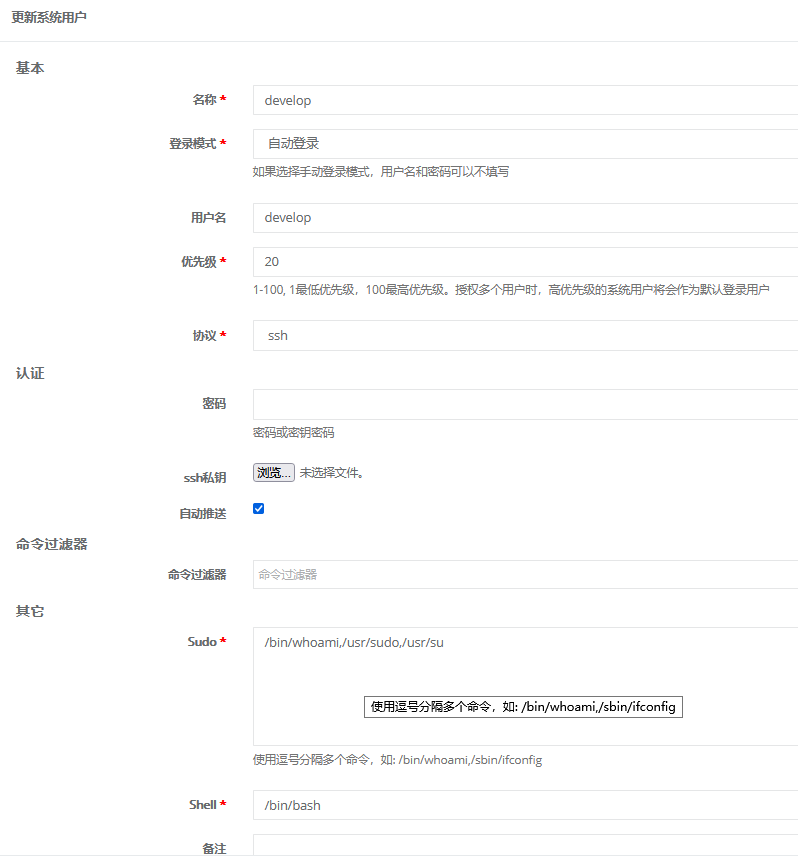 更新系统用户
基本
名称 *
develop
登录模式 *
自动登录
如果选择手动登录模式，用户名和密码可以不填写
用户名
develop
优先级 *
20
1-100, 1最低优先级，100最高优先级。授权多个用户时，高优先级的系统用户将会作为默认登录用户
协议 *
ssh
认证
密码
密码或密钥密码
ssh私钥
浏览... 未选择文件。
自动推送
命令过滤器
命令过滤器
命令过滤器
其它
Sudo *
/bin/whoami,/usr/sudo,/usr/su
使用逗号分隔多个命令，如: /bin/whoami,/sbin/ifconfig
使用逗号分隔多个命令，如: /bin/whoami,/sbin/ifconfig
Shell *
/bin/bash
备注